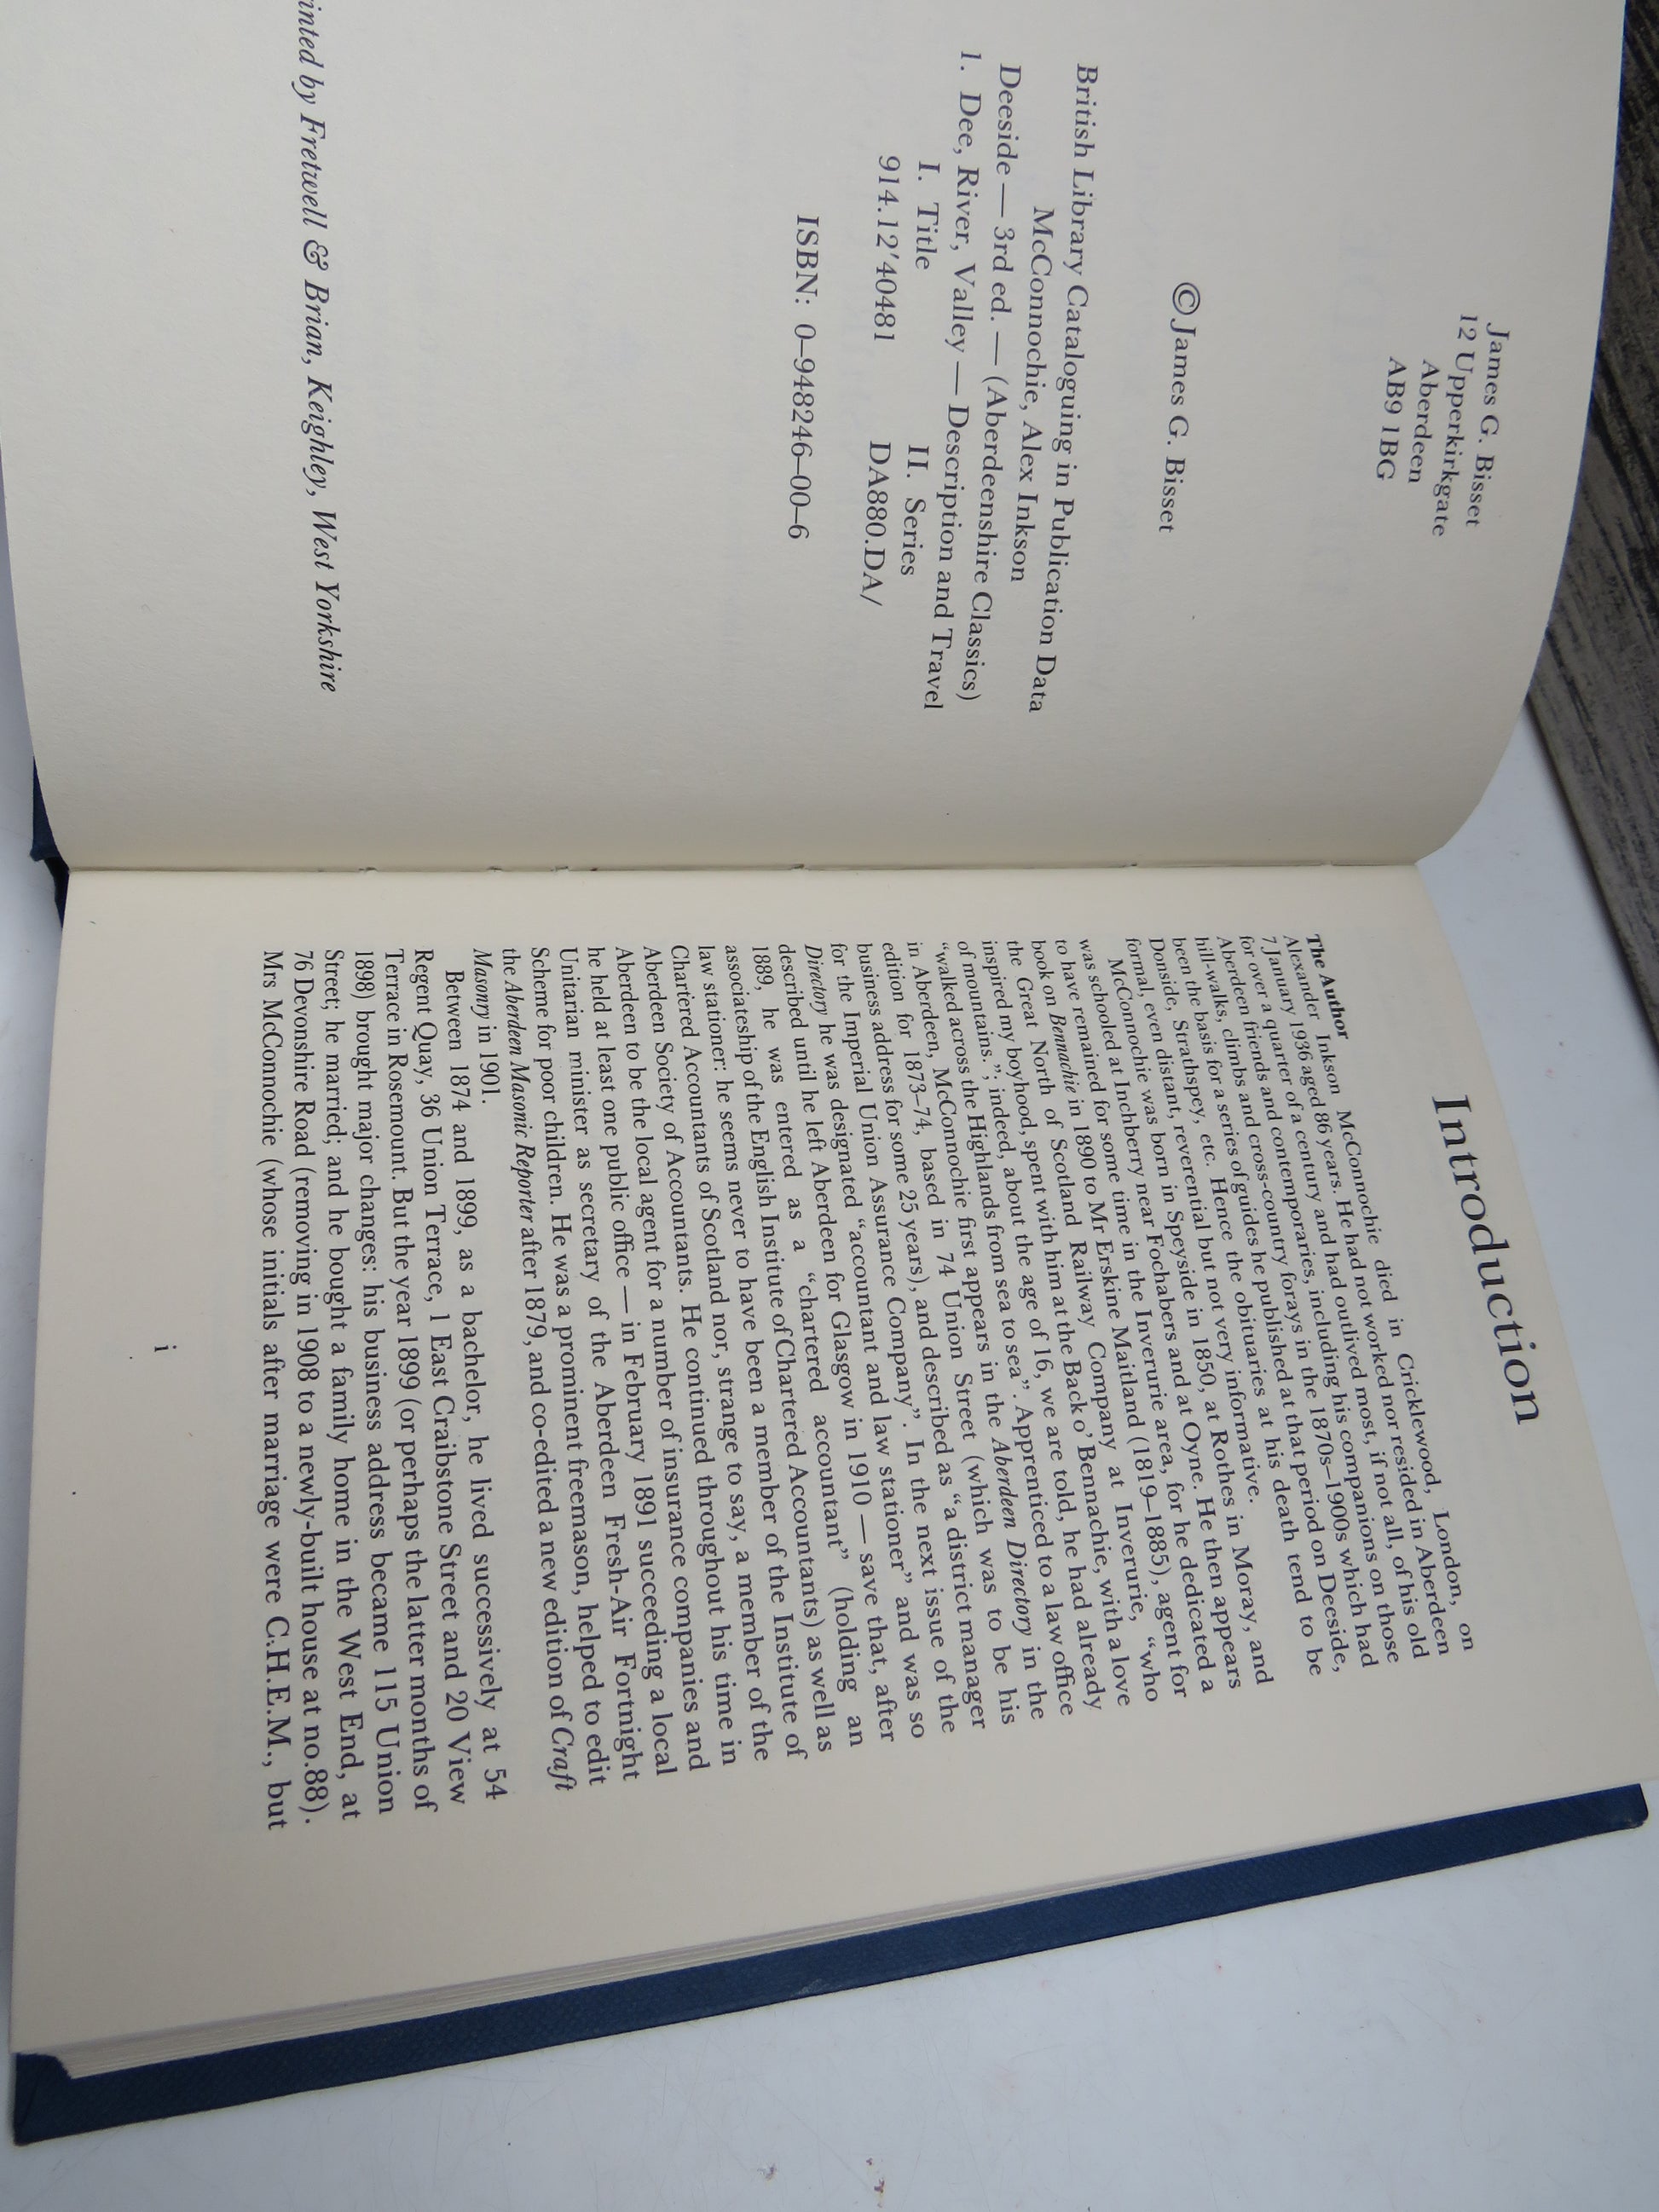 James G. Bisset
12 Upperkirkgate
Aberdeen
AB9 1BG
©James G. Bisset
British Library Cataloguing in Publication Data
McConnochie, Alex Inkson
Deeside — 3rd ed. — (Aberdeenshire Classics)
1. Dee, River, Valley — Description and Travel
I. Title II. Series
914.12'40481 DA880.DA/
ISBN: 0–948246–00–6
inted by Fretwell & Brian, Keighley, West Yorkshire
Introduction
The Author
Alexander Inkson McConnochie died in Cricklewood, London, on
7 January 1936 aged 86 years. He had not worked nor resided in Aberdeen
for over a quarter of a century and had outlived most, if not all, of his old
Aberdeen friends and contemporaries, including his companions on those
hill-walks, climbs and cross-country forays in the 1870s–1900s which had
been the basis for a series of guides he published at that period on Deeside,
Donside, Strathspey, etc. Hence the obituaries at his death tend to be
formal, even distant, reverential but not very informative.
McConnochie was born in Speyside in 1850, at Rothes in Moray, and
was schooled at Inchberry near Fochabers and at Oyne. He then appears
to have remained for some time in the Inverurie area, for he dedicated a
book on Bennachie in 1890 to Mr Erskine Maitland (1819–1885), agent for
the Great North of Scotland Railway Company at Inverurie, “who
inspired my boyhood, spent with him at the Back o’ Bennachie, with a love
of mountains.”; indeed, about the age of 16, we are told, he had already
“walked across the Highlands from sea to sea”. Apprenticed to a law office
in Aberdeen, McConnochie first appears in the Aberdeen Directory in the
edition for 1873–74, based in 74 Union Street (which was to be his
business address for some 25 years), and described as “a district manager
for the Imperial Union Assurance Company”. In the next issue of the
Directory he was designated “accountant and law stationer” and was so
described until he left Aberdeen for Glasgow in 1910 — save that, after
1889, he was entered as a “chartered accountant” (holding an
associateship of the English Institute of Chartered Accountants) as well as
law stationer: he seems never to have been a member of the Institute of
Chartered Accountants of Scotland nor, strange to say, a member of the
Aberdeen Society of Accountants. He continued throughout his time in
Aberdeen to be the local agent for a number of insurance companies and
he held at least one public office — in February 1891 succeeding a local
Unitarian minister as secretary of the Aberdeen Fresh-Air Fortnight
Scheme for poor children. He was a prominent freemason, helped to edit
the Aberdeen Masonic Reporter after 1879, and co-edited a new edition of Craft
Masonry in 1901.
Between 1874 and 1899, as a bachelor, he lived successively at 54
Regent Quay, 36 Union Terrace, 1 East Craibstone Street and 20 View
Terrace in Rosemount. But the year 1899 (or perhaps the latter months of
1898) brought major changes: his business address became 115 Union
Street; he married; and he bought a family home in the West End, at
76 Devonshire Road (removing in 1908 to a newly-built house at no.88).
Mrs McConnochie (whose initials after marriage were C.H.E.M., but
i